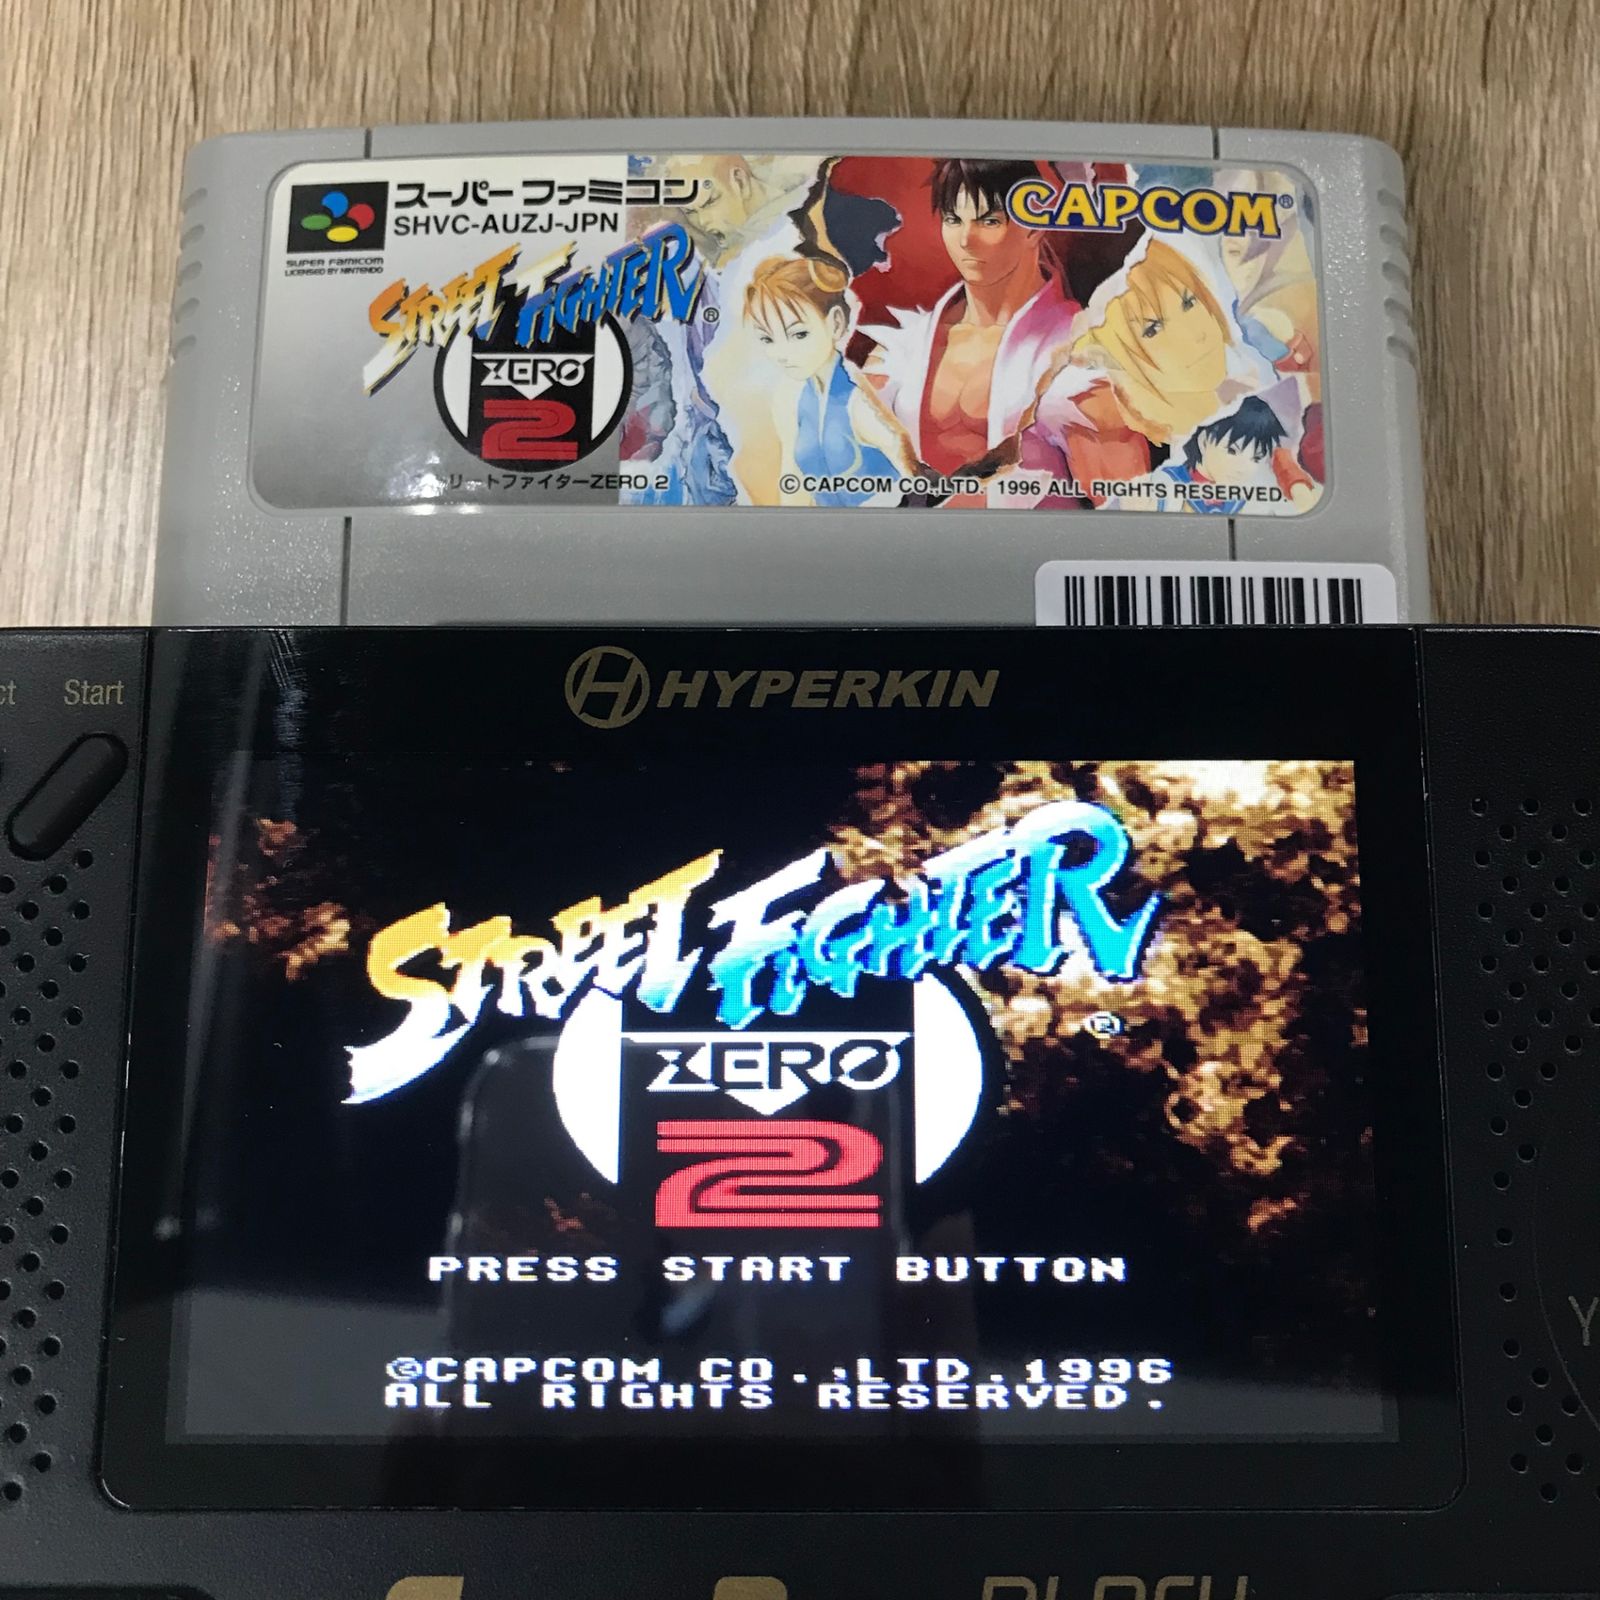 スーパーファミコン®
SHVC-AUZJ-JPN
SUPER FAMICOM
LICENSED BY NINTENDO
CAPCOM®
STREET FIGHTER®
ZERO
2
リートファイターZERO 2
©CAPCOM CO.,LTD. 1996 ALL RIGHTS RESERVED.
HYPERKIN
Start
STREET FIGHTER
®
ZERO
2
PRESS START BUTTON
©CAPCOM CO.,LTD.1996
ALL RIGHTS RESERVED.
Y